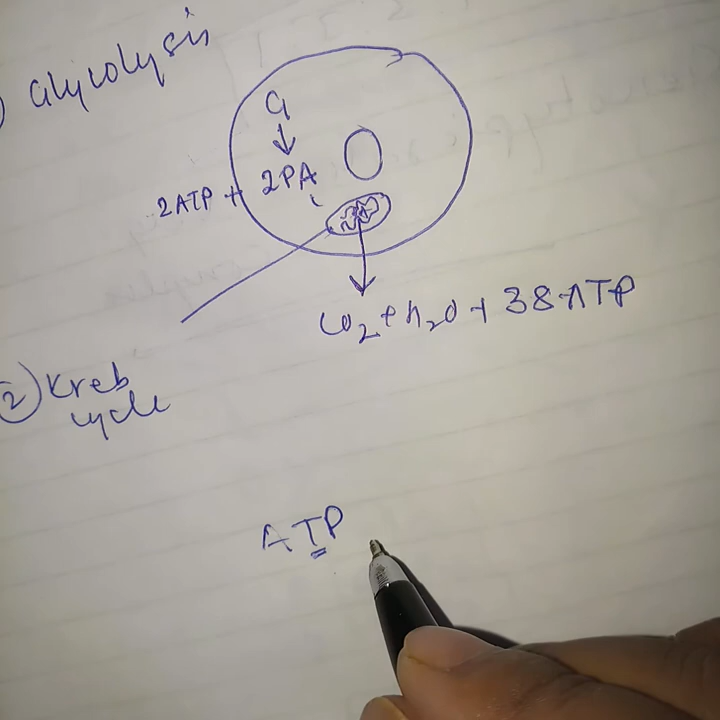 ) Glycolysis
G
2ATP + 2PA
CO2 + H2O + 38 ATP
2) Kreb
cycle
ATP